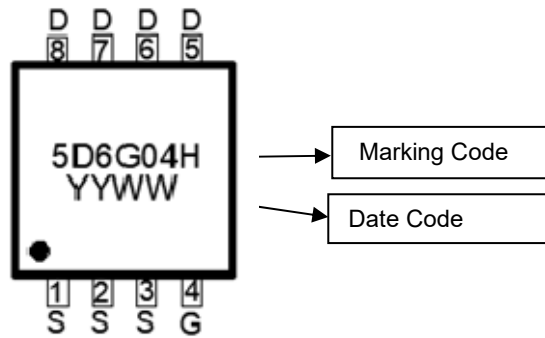 D D D D
8 7 6 5
5D6G04H
YYWW
Marking Code
Date Code
1 2 3 4
S S S G